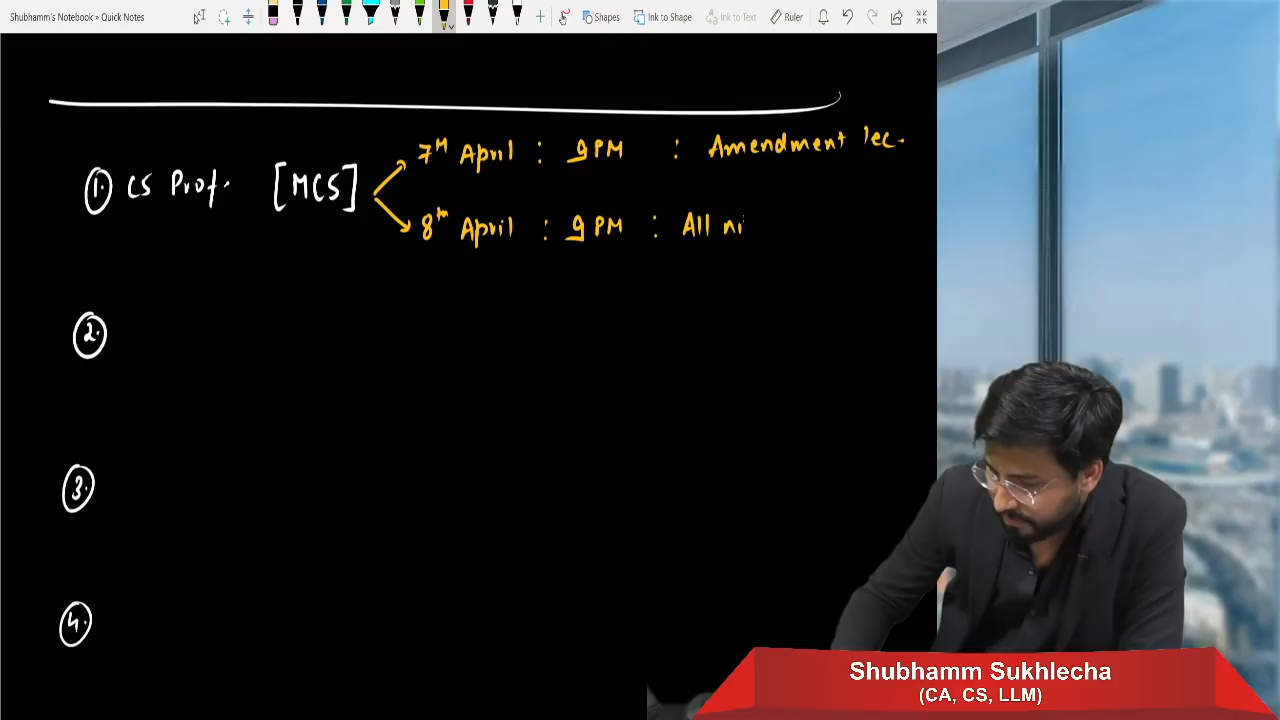 Shubhamm's Notebook » Quick Notes
Shapes
Ink to Shape
Ink to Text
Ruler
7th April : 9PM : Amendment lec.
1. CS Prof. [MCS]
8th April : 9PM : All ni
2.
3.
4.
Shubhamm Sukhlecha
(CA, CS, LLM)